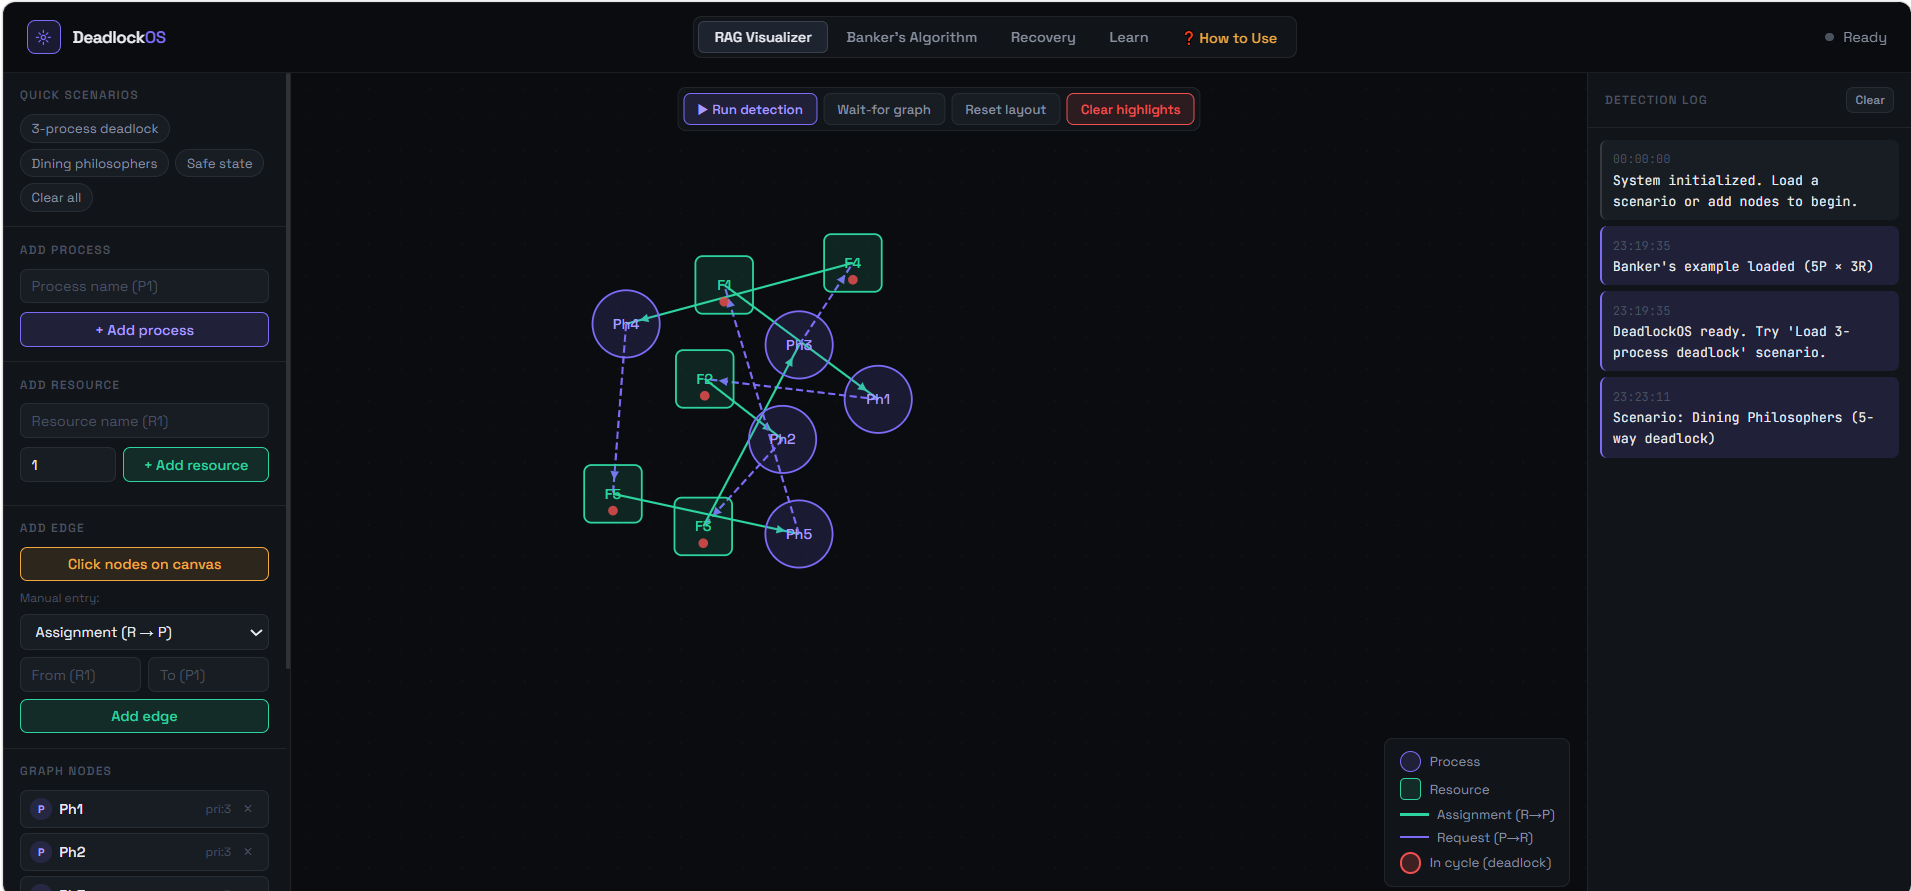 DeadlockOS
RAG Visualizer
Banker's Algorithm
Recovery
Learn
❓ How to Use
Ready
QUICK SCENARIOS
3-process deadlock
Dining philosophers
Safe state
Clear all
ADD PROCESS
Process name (P1)
+ Add process
ADD RESOURCE
Resource name (R1)
1
+ Add resource
ADD EDGE
Click nodes on canvas
Manual entry:
Assignment (R → P)
From (R1)
To (P1)
Add edge
GRAPH NODES
P Ph1 pri:3 ×
P Ph2 pri:3 ×
▶ Run detection
Wait-for graph
Reset layout
Clear highlights
F4
F1
Ph4
Ph3
F2
Ph1
Ph2
F5
F3
Ph5
Process
Resource
Assignment (R→P)
Request (P→R)
In cycle (deadlock)
DETECTION LOG
Clear
00:00:00
System initialized. Load a
scenario or add nodes to begin.
23:19:35
Banker's example loaded (5P × 3R)
23:19:35
DeadlockOS ready. Try 'Load 3-
process deadlock' scenario.
23:23:11
Scenario: Dining Philosophers (5-
way deadlock)